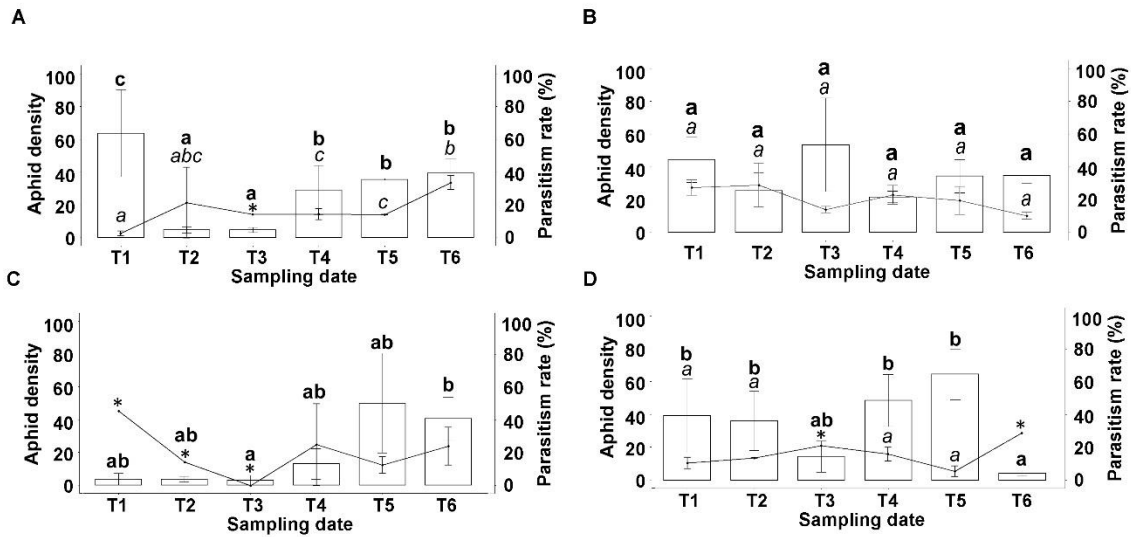 A
Aphid density
100
80
60
40
20
0
c
a
a
abc
a
*
b
c
b
c
b
b
100
80
60
40
20
0
Parasitism rate (%)
T1 T2 T3 T4 T5 T6
Sampling date
B
Aphid density
100
80
60
40
20
0
a
a
a
a
a
a
a
a
a
a
a
a
100
80
60
40
20
0
Parasitism rate (%)
T1 T2 T3 T4 T5 T6
Sampling date
C
Aphid density
100
80
60
40
20
0
*
ab
ab
*
a
*
ab
ab
b
100
80
60
40
20
0
Parasitism rate (%)
T1 T2 T3 T4 T5 T6
Sampling date
D
Aphid density
100
80
60
40
20
0
b
a
b
a
ab
*
b
a
b
a
*
a
100
80
60
40
20
0
Parasitism rate (%)
T1 T2 T3 T4 T5 T6
Sampling date